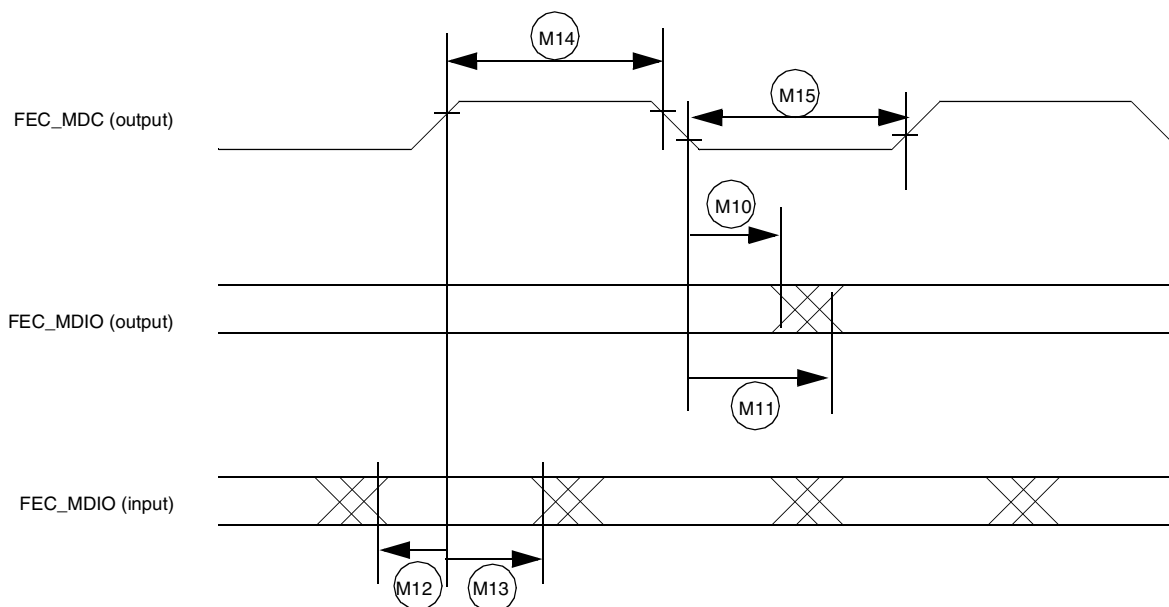 M14
M15
FEC_MDC (output)
M10
FEC_MDIO (output)
M11
FEC_MDIO (input)
M12
M13